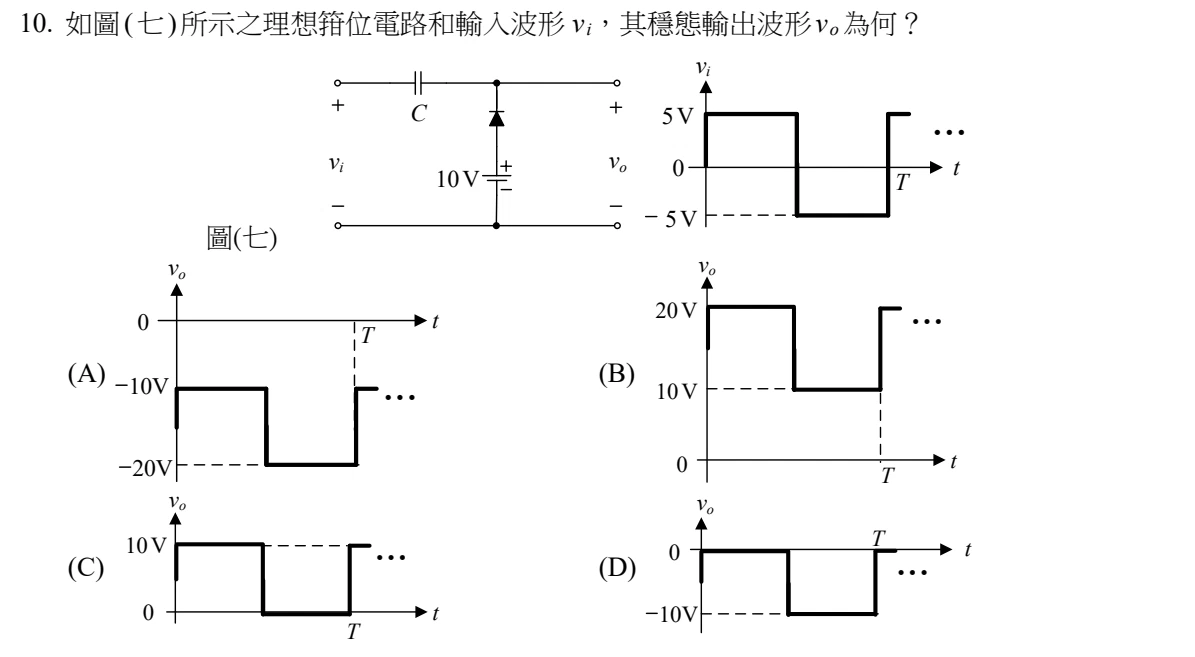 10. 如圖(七)所示之理想箝位電路和輸入波形 vi，其穩態輸出波形 vo 為何？
+ C +
vi 10V + − vo
− −
圖(七)
vi
5V
0 T t
−5V
...
(A)
vo
0 T t
−10V
−20V
...
(B)
vo
20V
10V
0 T t
...
(C)
vo
10V
0 T t
...
(D)
vo
0 T t
−10V
...